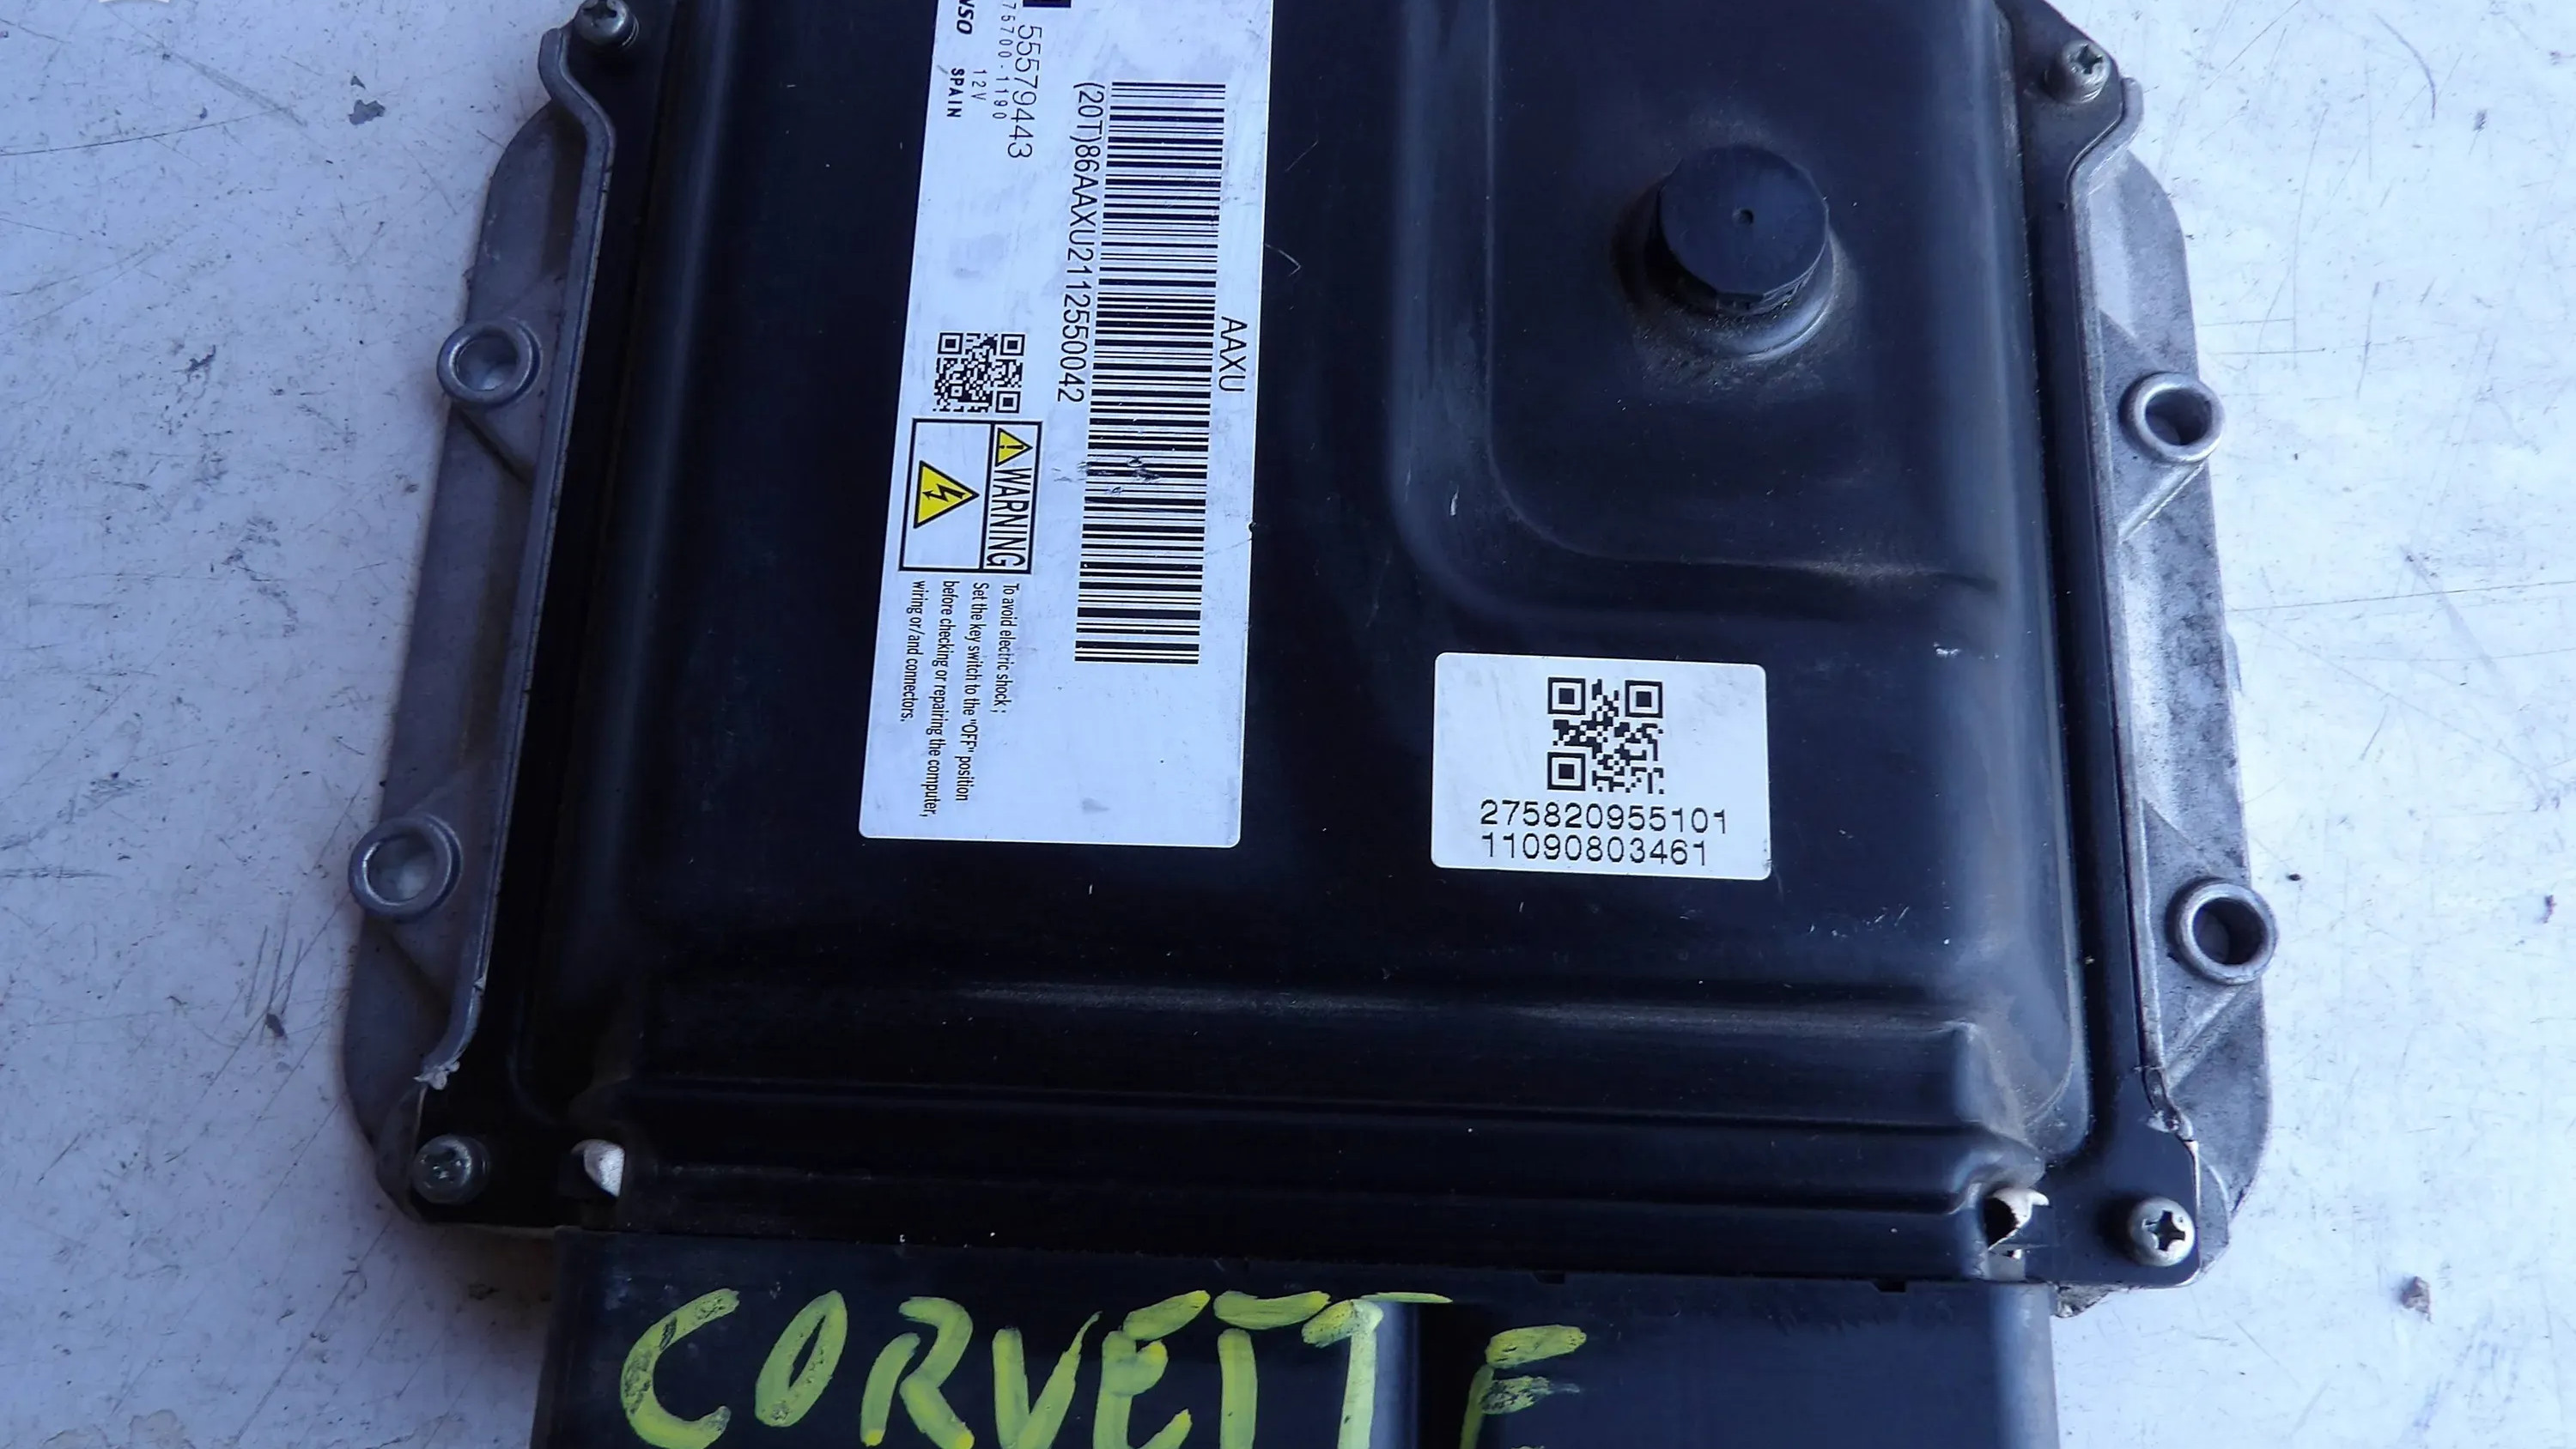 55579443
75700-1190
12V
SPAIN
(20T)86AAXU2112550042
AAXU
WARNING
To avoid electric shock;
Set the key switch to the "OFF" position
before checking or repairing the computer,
wiring or/and connectors.
275820955101
11090803461
CORVETTE